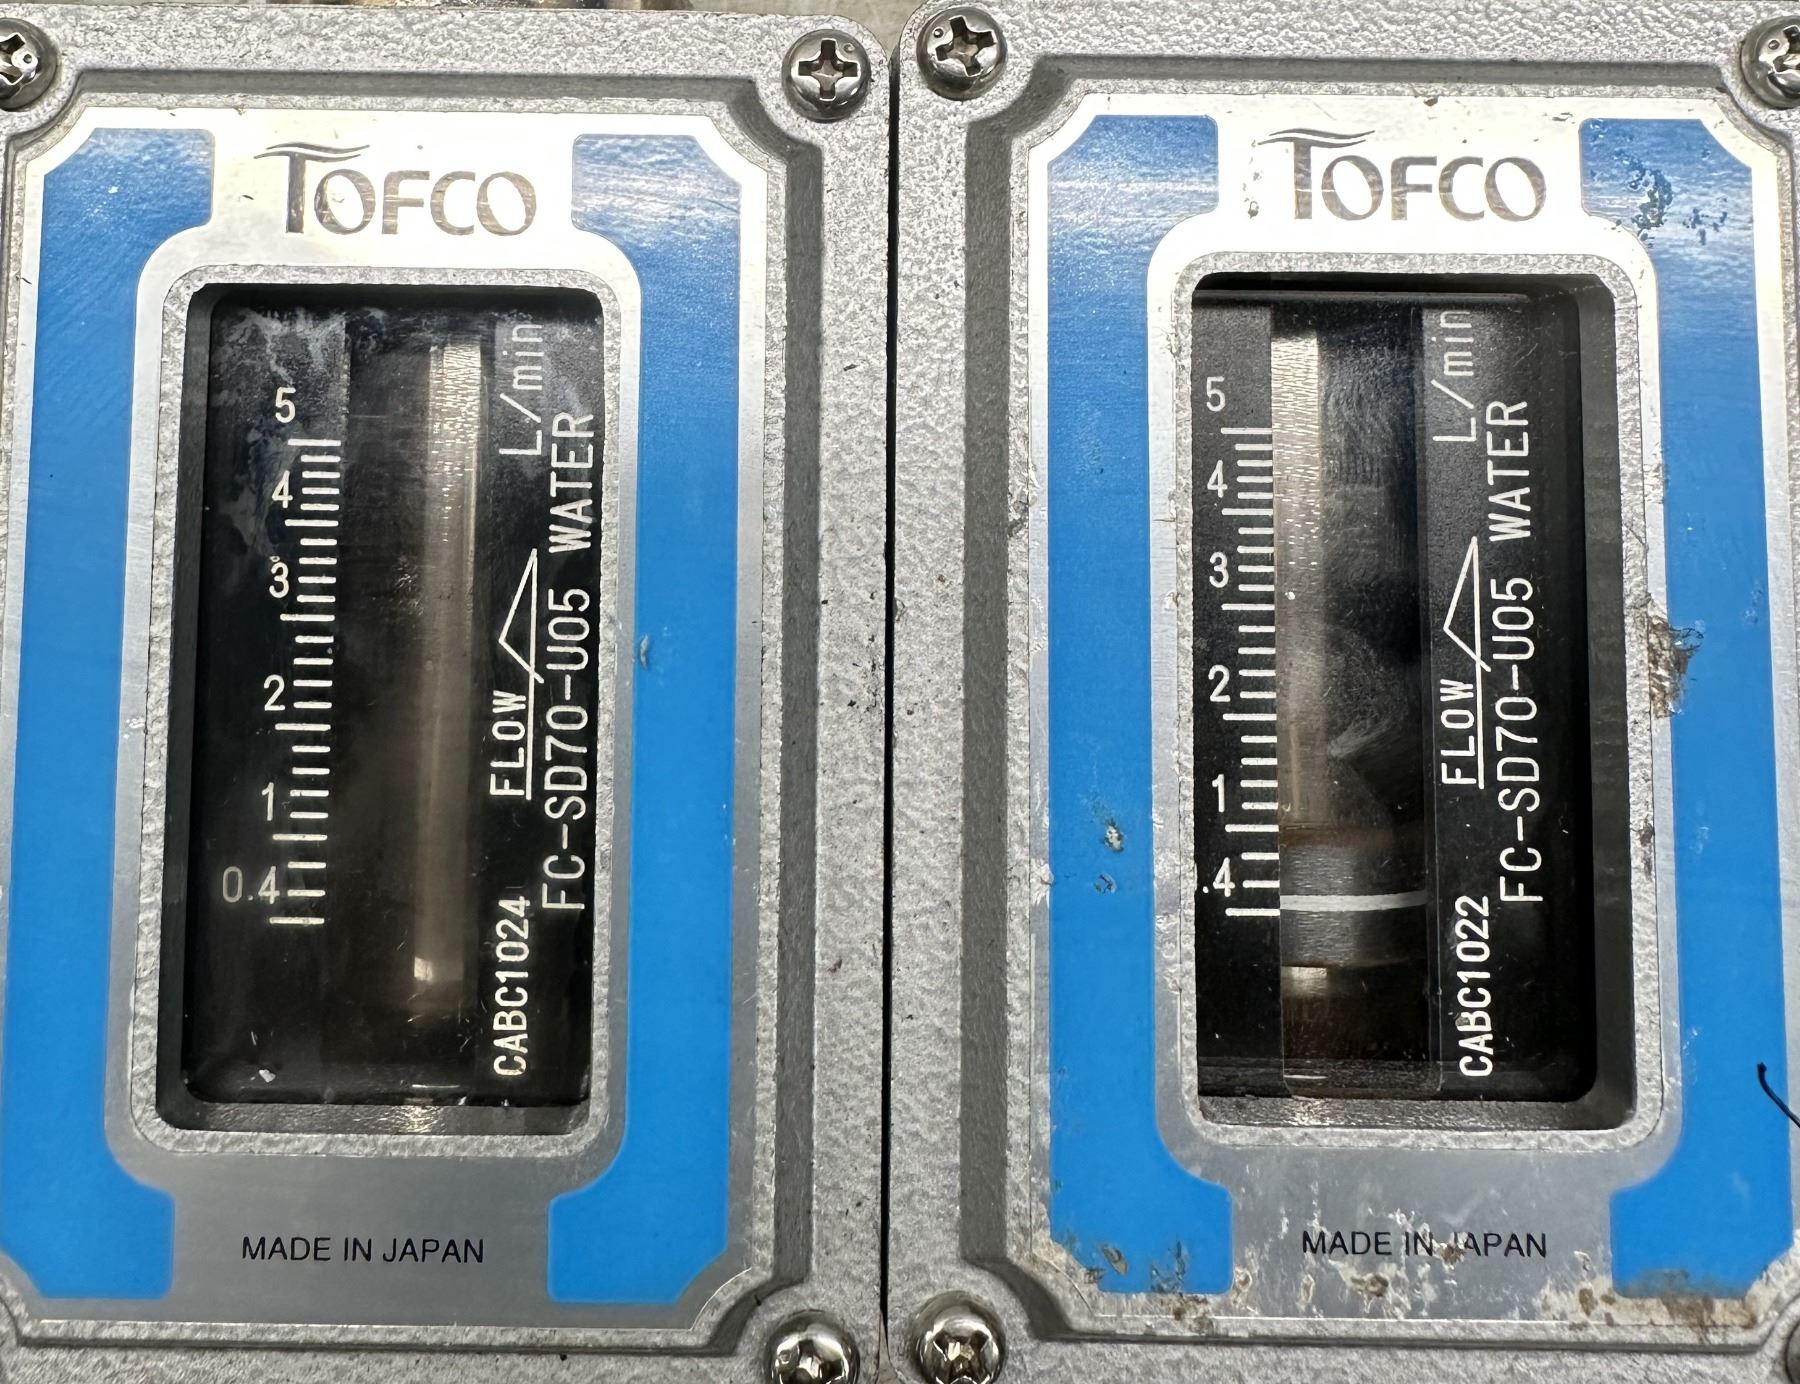 TOFCO
5
4
3
2
1
0.4
L/min
FLOW
WATER
FC-SD70-U05
CABC1024
MADE IN JAPAN
TOFCO
5
4
3
2
1
.4
L/min
FLOW
WATER
FC-SD70-U05
CABC1022
MADE IN JAPAN